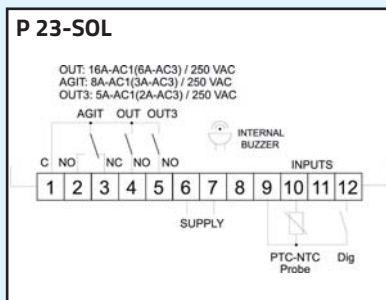 P 23-SOL
OUT: 16A-AC1(6A-AC3) / 250 VAC
AGIT: 8A-AC1(3A-AC3) / 250 VAC
OUT3: 5A-AC1(2A-AC3) / 250 VAC
AGIT OUT OUT3
INTERNAL
BUZZER
C NO NC NO NO INPUTS
1 2 3 4 5 6 7 8 9 10 11 12
SUPPLY
PTC-NTC Dig
Probe